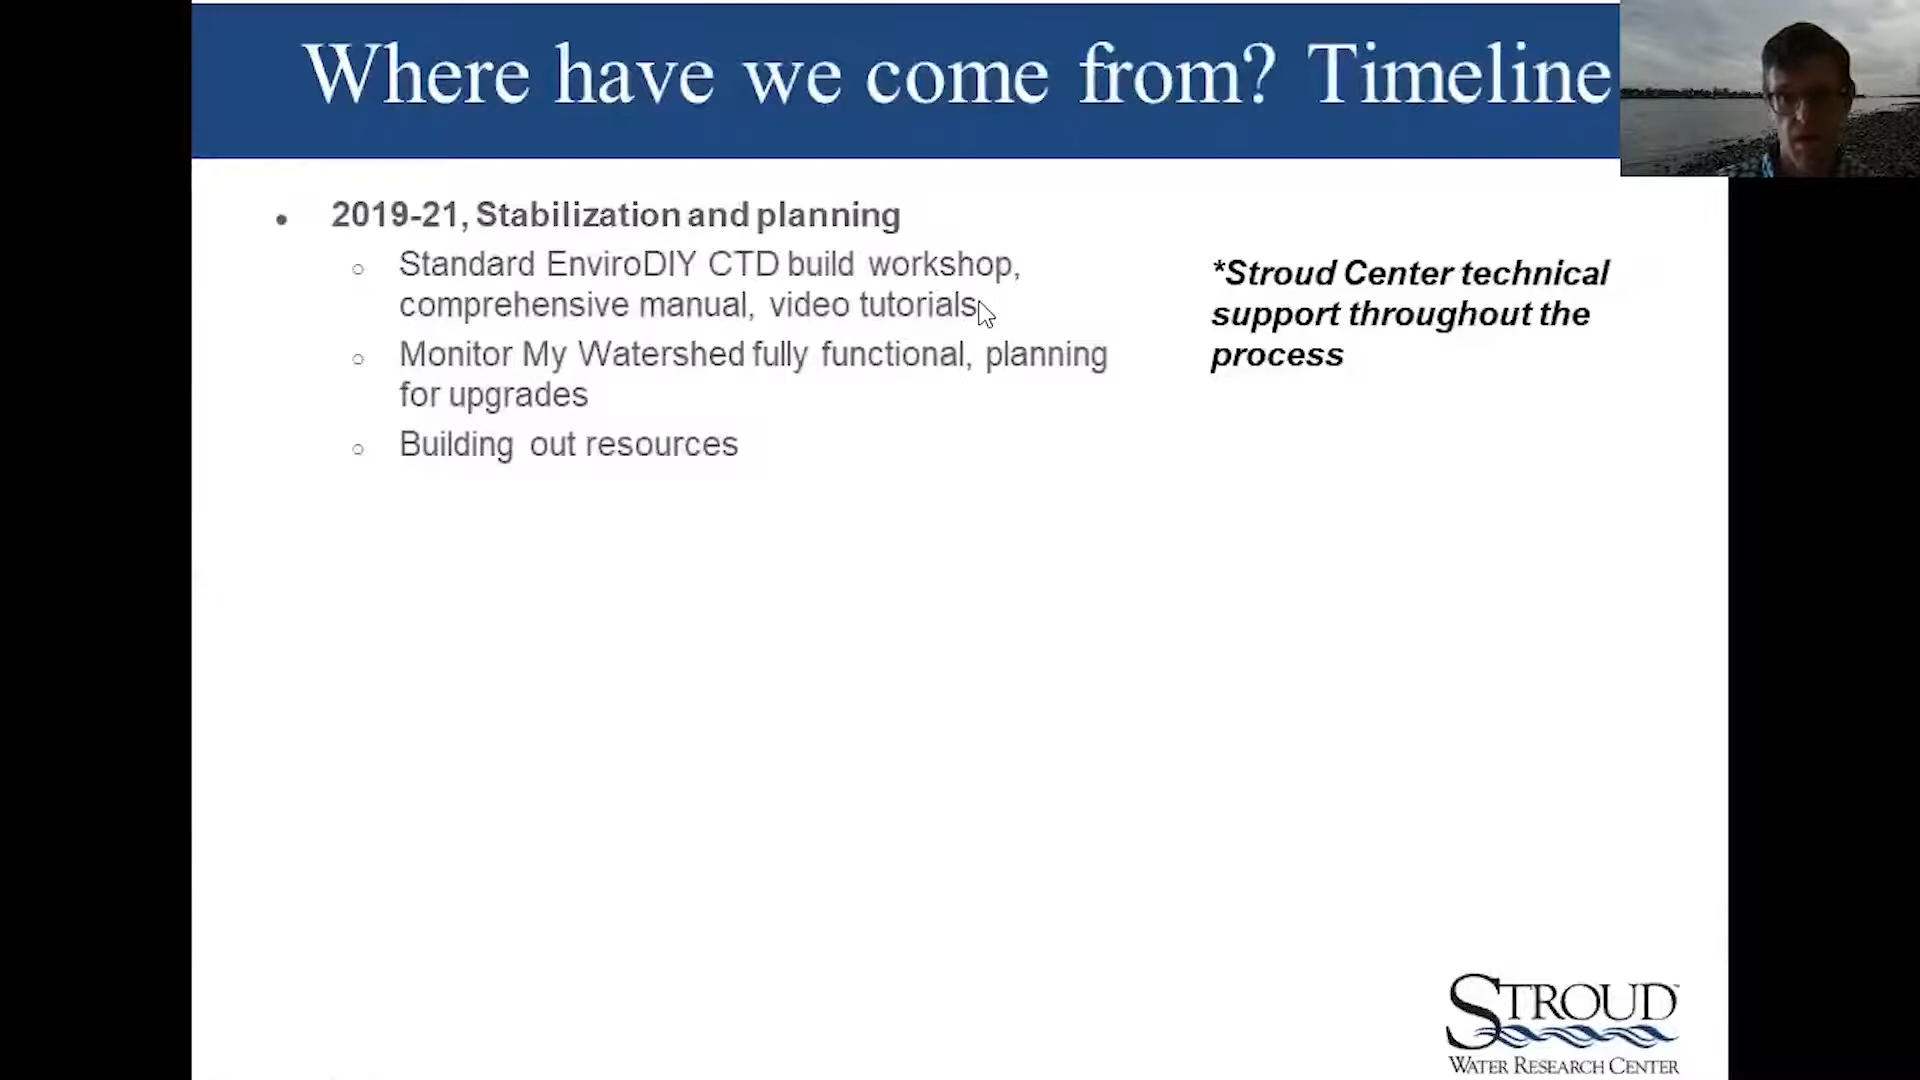 Where have we come from? Timeline
• 2019-21, Stabilization and planning
○ Standard EnviroDIY CTD build workshop,
comprehensive manual, video tutorials
○ Monitor My Watershed fully functional, planning
for upgrades
○ Building out resources
*Stroud Center technical
support throughout the
process
STROUD™
WATER RESEARCH CENTER